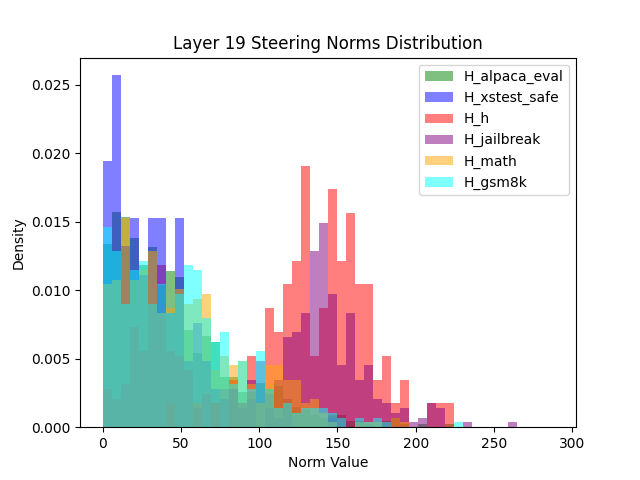 Layer 19 Steering Norms Distribution
H_alpaca_eval
H_xstest_safe
H_h
H_jailbreak
H_math
H_gsm8k
Density
0.025
0.020
0.015
0.010
0.005
0.000
0
50
100
150
200
250
300
Norm Value